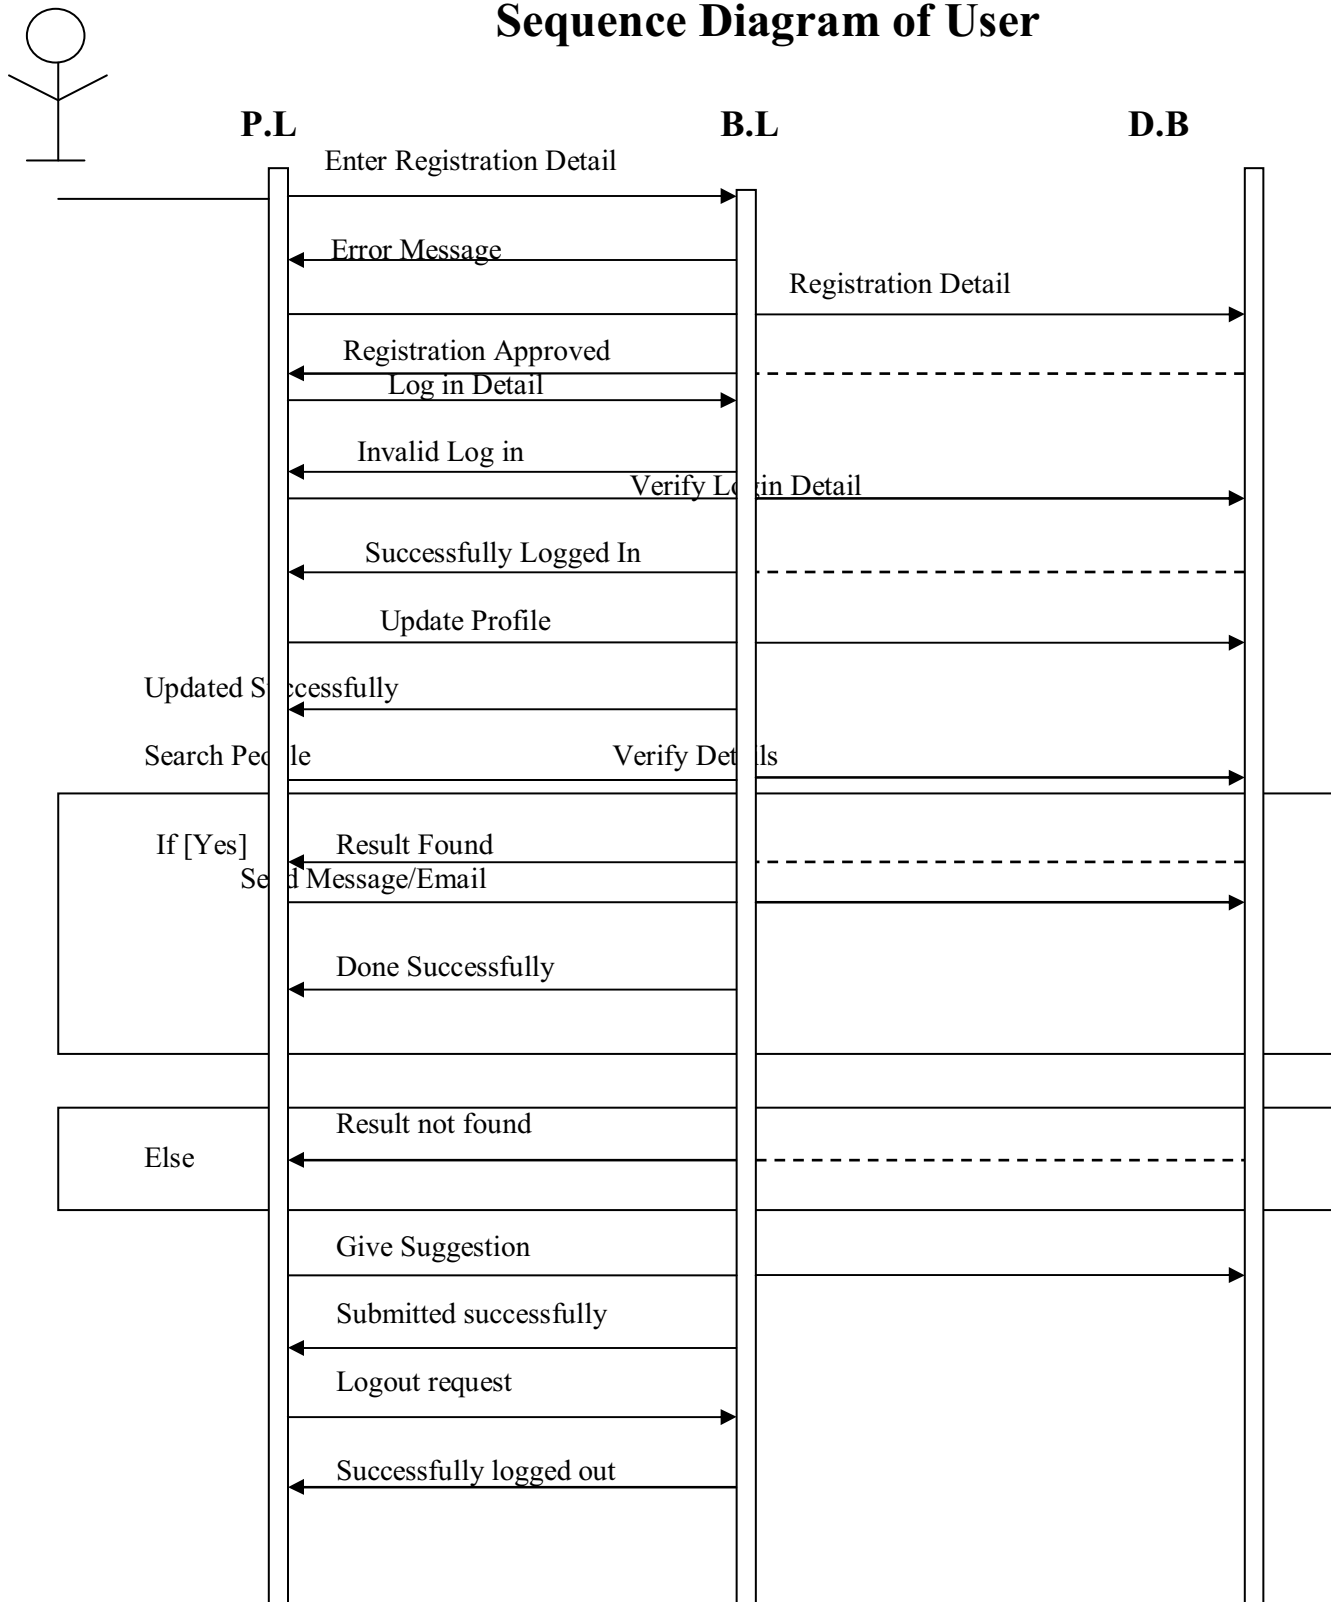 Sequence Diagram of User
P.L B.L D.B
Enter Registration Detail
Error Message
Registration Detail
Registration Approved
Log in Detail
Invalid Log in
Verify Login Detail
Successfully Logged In
Update Profile
Updated Successfully
Search People Verify Details
If [Yes] Result Found
Send Message/Email
Done Successfully
Result not found
Else
Give Suggestion
Submitted successfully
Logout request
Successfully logged out